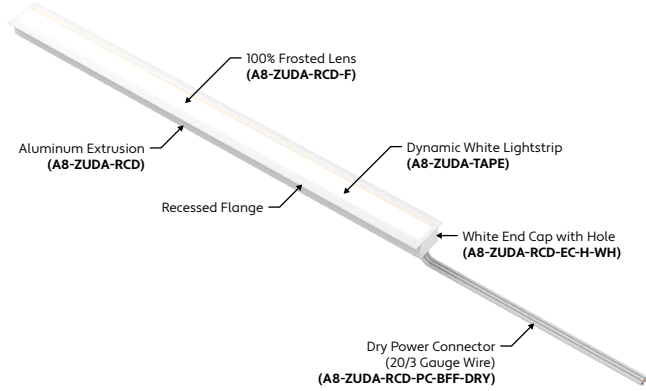 100% Frosted Lens
(A8-ZUDA-RCD-F)
Aluminum Extrusion
(A8-ZUDA-RCD)
Dynamic White Lightstrip
(A8-ZUDA-TAPE)
Recessed Flange
White End Cap with Hole
(A8-ZUDA-RCD-EC-H-WH)
Dry Power Connector
(20/3 Gauge Wire)
(A8-ZUDA-RCD-PC-BFF-DRY)